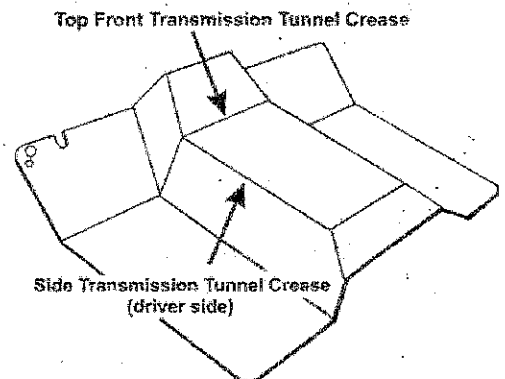 Top Front Transmission Tunnel Crease
Side Transmission Tunnel Crease
(driver side)